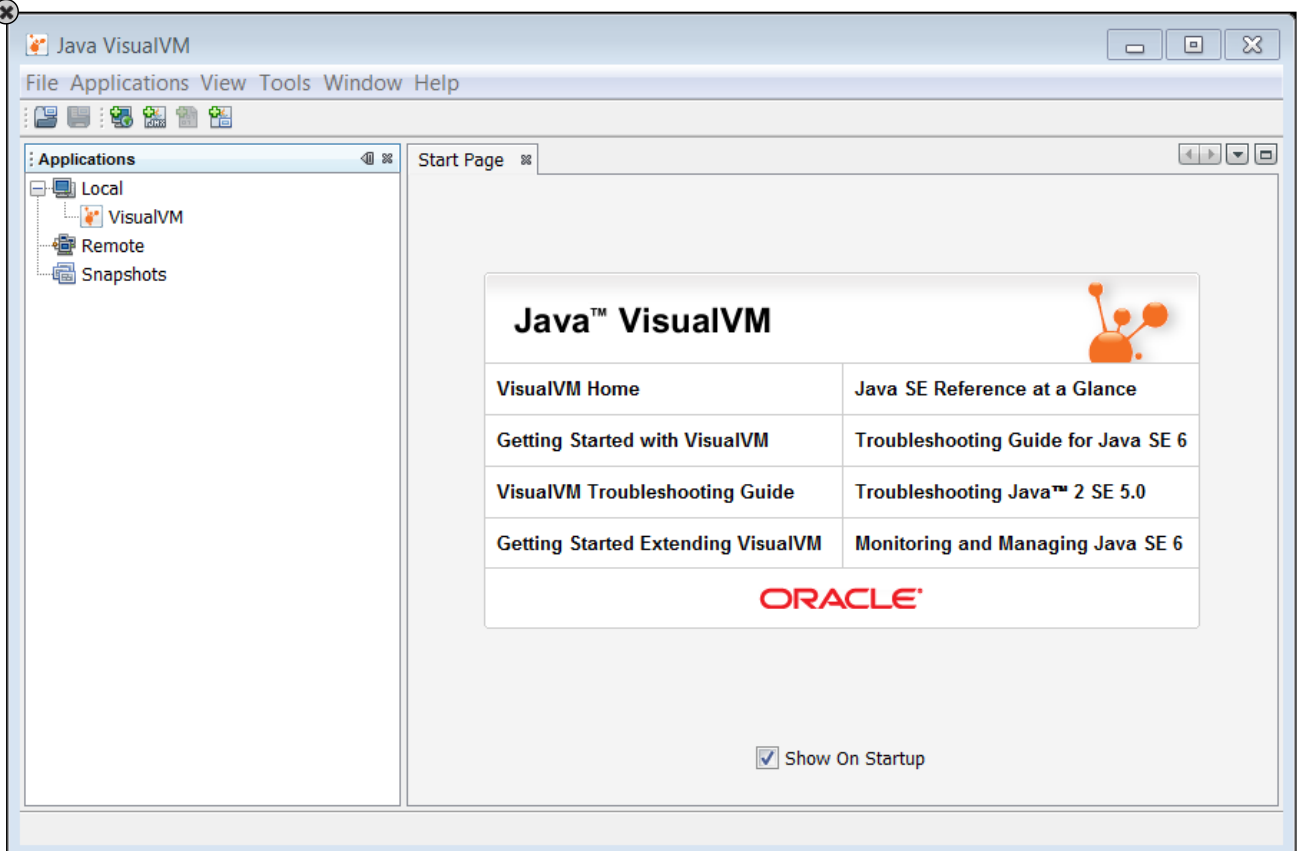 Java VisualVM
File Applications View Tools Window Help
JMX
Applications
Start Page
Local
VisualVM
Remote
Snapshots
Java™ VisualVM
VisualVM Home
Java SE Reference at a Glance
Getting Started with VisualVM
Troubleshooting Guide for Java SE 6
VisualVM Troubleshooting Guide
Troubleshooting Java™ 2 SE 5.0
Getting Started Extending VisualVM
Monitoring and Managing Java SE 6
ORACLE
Show On Startup